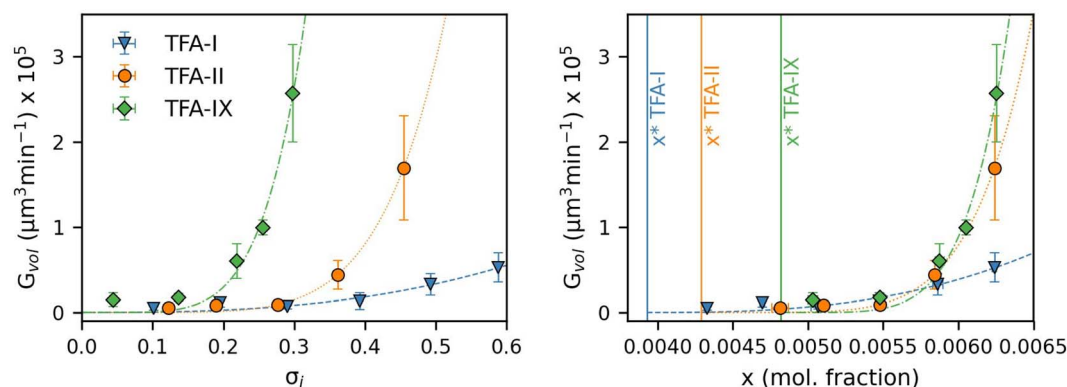 G_vol (μm³min⁻¹) x 10⁵
3
2
1
0
TFA-I
TFA-II
TFA-IX
0.0 0.1 0.2 0.3 0.4 0.5 0.6
σ_i
G_vol (μm³min⁻¹) x 10⁵
3
2
1
0
x* TFA-I
x* TFA-II
x* TFA-IX
0.0040 0.0045 0.0050 0.0055 0.0060 0.0065
x (mol. fraction)